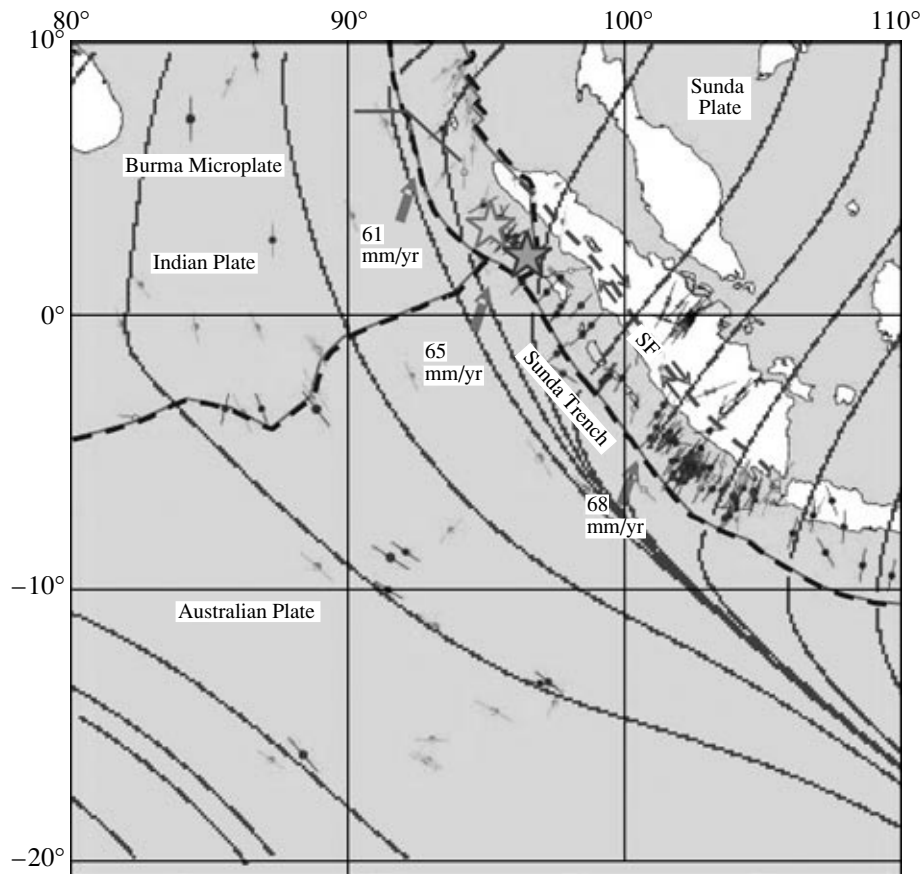 80°
90°
100°
110°
10°
Sunda
Plate
Burma Microplate
61
mm/yr
Indian Plate
0°
65
mm/yr
SF
Sunda Trench
68
mm/yr
−10°
Australian Plate
−20°